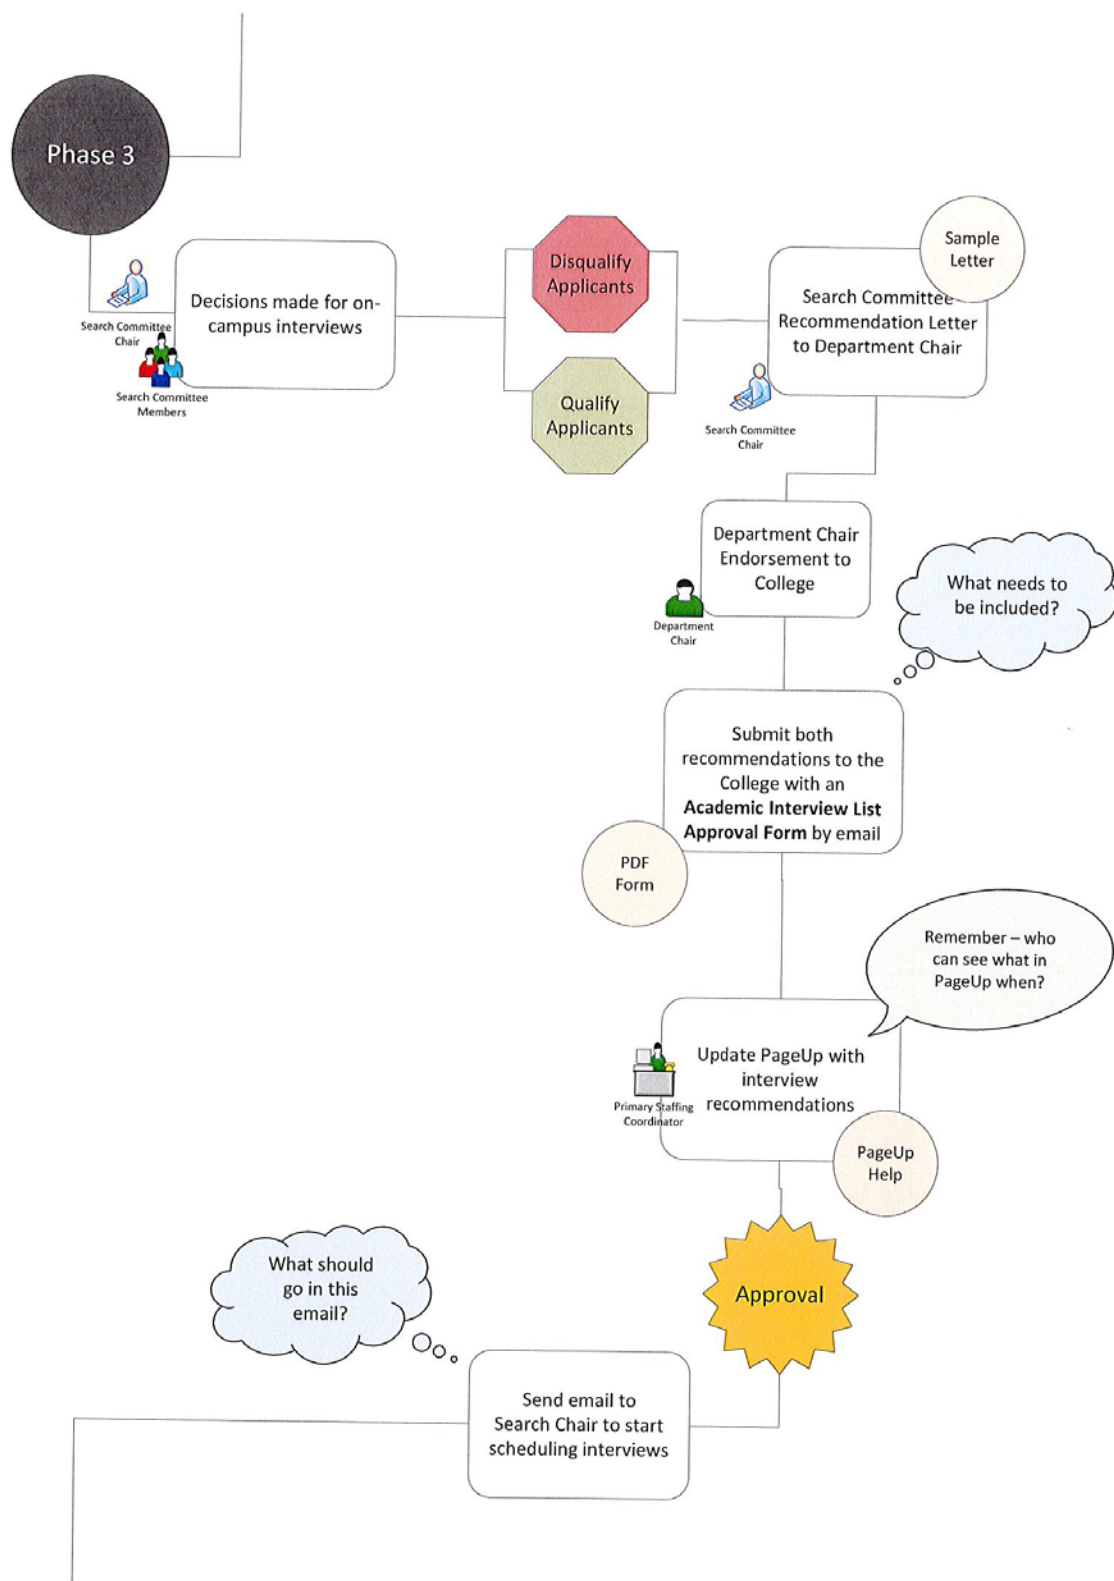 Phase 3
Search Committee
Chair
Search Committee
Members
Decisions made for on-
campus interviews
Disqualify
Applicants
Qualify
Applicants
Sample
Letter
Search Committee
Recommendation Letter
to Department Chair
Search Committee
Chair
Department Chair
Endorsement to
College
Department
Chair
What needs to
be included?
Submit both
recommendations to the
College with an
Academic Interview List
Approval Form by email
PDF
Form
Remember – who
can see what in
PageUp when?
Update PageUp with
interview
recommendations
Primary Staffing
Coordinator
PageUp
Help
Approval
What should
go in this
email?
Send email to
Search Chair to start
scheduling interviews